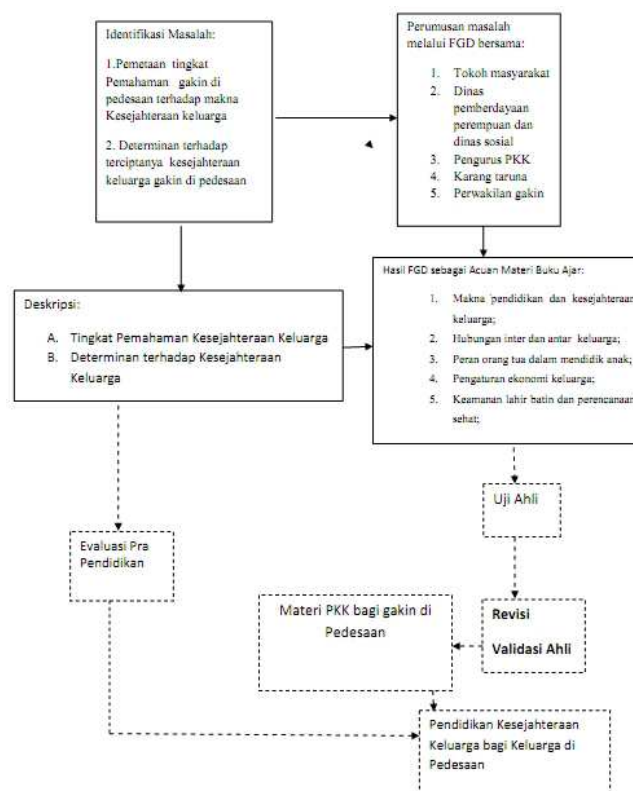 Identifikasi Masalah:
1.Pemetaan tingkat
Pemahaman gakin di
pedesaan terhadap makna
Kesejahteraan keluarga
2. Determinan terhadap
terciptanya kesejahteraan
keluarga gakin di pedesaan
Perumusan masalah
melalui FGD bersama:
1. Tokoh masyarakat
2. Dinas
pemberdayaan
perempuan dan
dinas sosial
3. Pengurus PKK
4. Karang taruna
5. Perwakilan gakin
Deskripsi:
A. Tingkat Pemahaman Kesejahteraan Keluarga
B. Determinan terhadap Kesejahteraan
Keluarga
Hasil FGD sebagai Acuan Materi Buku Ajar:
1. Makna pendidikan dan kesejahteraan
keluarga;
2. Hubungan inter dan antar keluarga;
3. Peran orang tua dalam mendidik anak;
4. Pengaturan ekonomi keluarga;
5. Keamanan lahir batin dan perencanaan
sehat;
Uji Ahli
Evaluasi Pra
Pendidikan
Materi PKK bagi gakin di
Pedesaan
Revisi
Validasi Ahli
Pendidikan Kesejahteraan
Keluarga bagi Keluarga di
Pedesaan